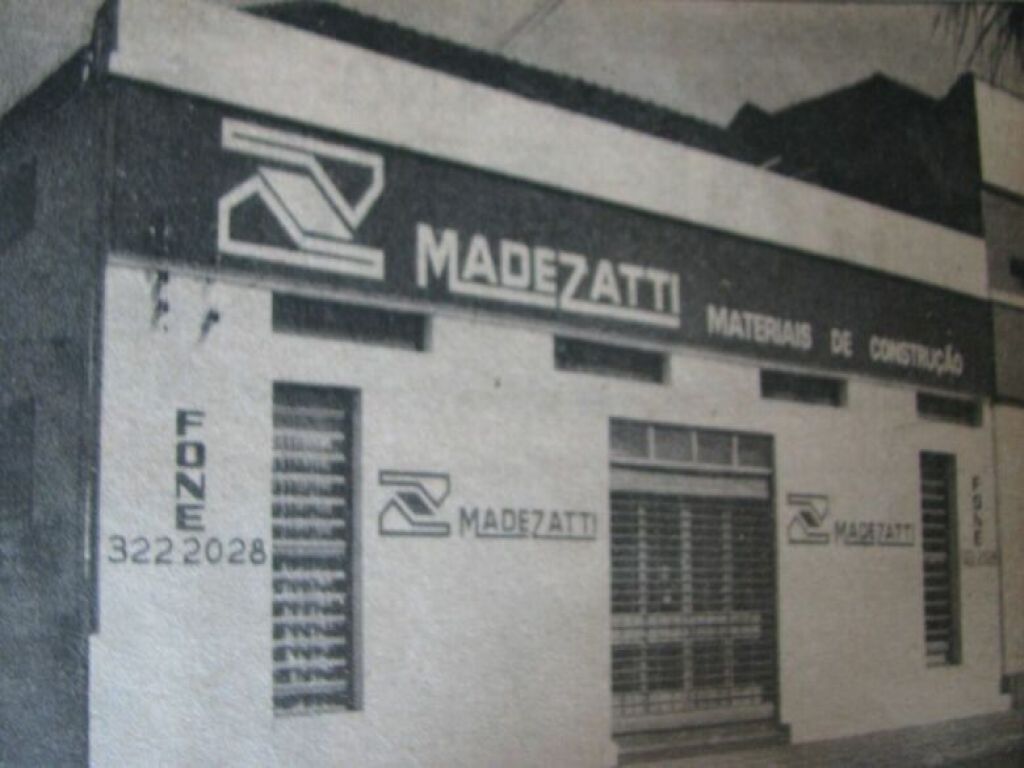 MADEZATTI
MATERIAIS DE CONSTRUÇÃO
FONE
322 2028
MADEZATTI
MADEZATTI
FONE